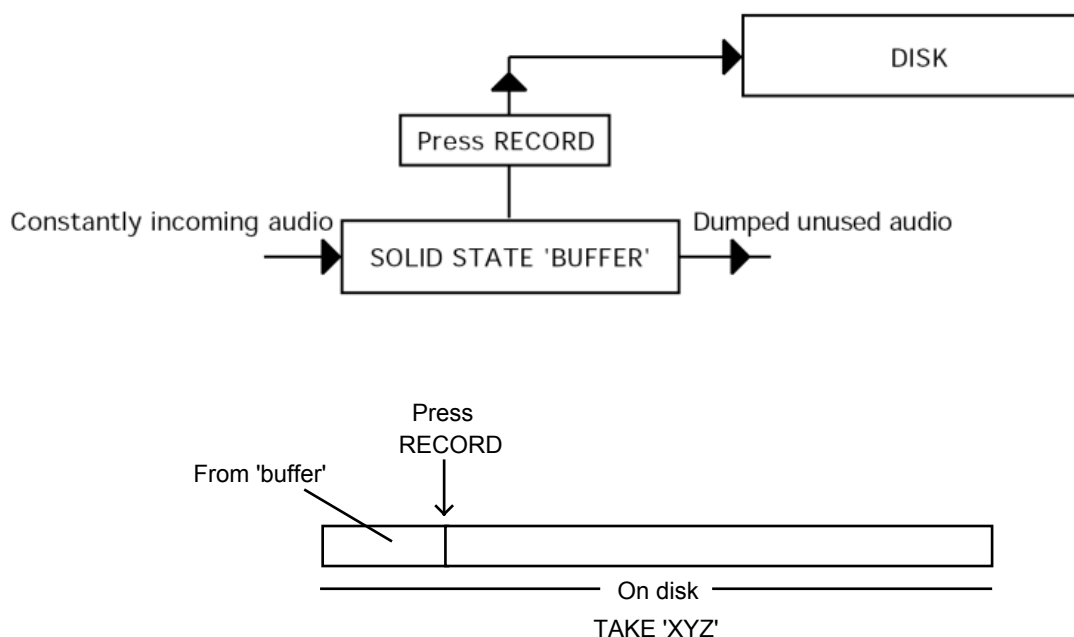 DISK
Press RECORD
Constantly incoming audio
SOLID STATE 'BUFFER'
Dumped unused audio
Press
RECORD
From 'buffer'
On disk
TAKE 'XYZ'